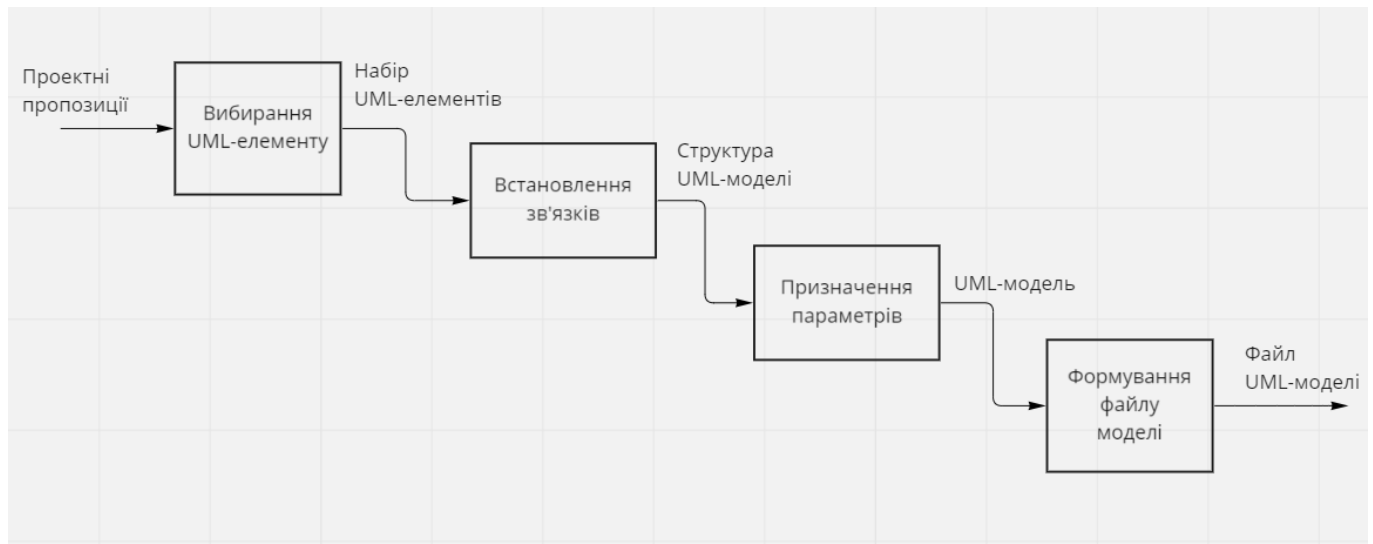 Проектні
пропозиції
Вибирання
UML-елементу
Набір
UML-елементів
Встановлення
зв'язків
Структура
UML-моделі
Призначення
параметрів
UML-модель
Формування
файлу
моделі
Файл
UML-моделі